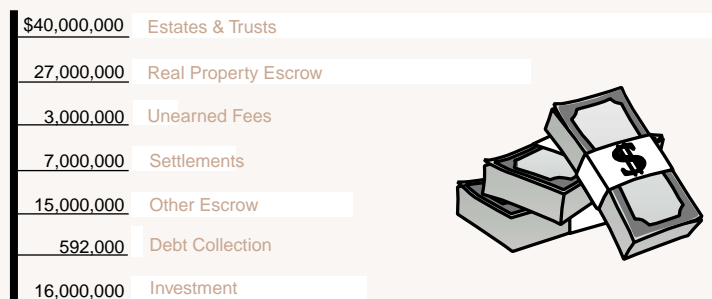 $40,000,000 Estates & Trusts
27,000,000 Real Property Escrow
3,000,000 Unearned Fees
7,000,000 Settlements
15,000,000 Other Escrow
592,000 Debt Collection
16,000,000 Investment
$